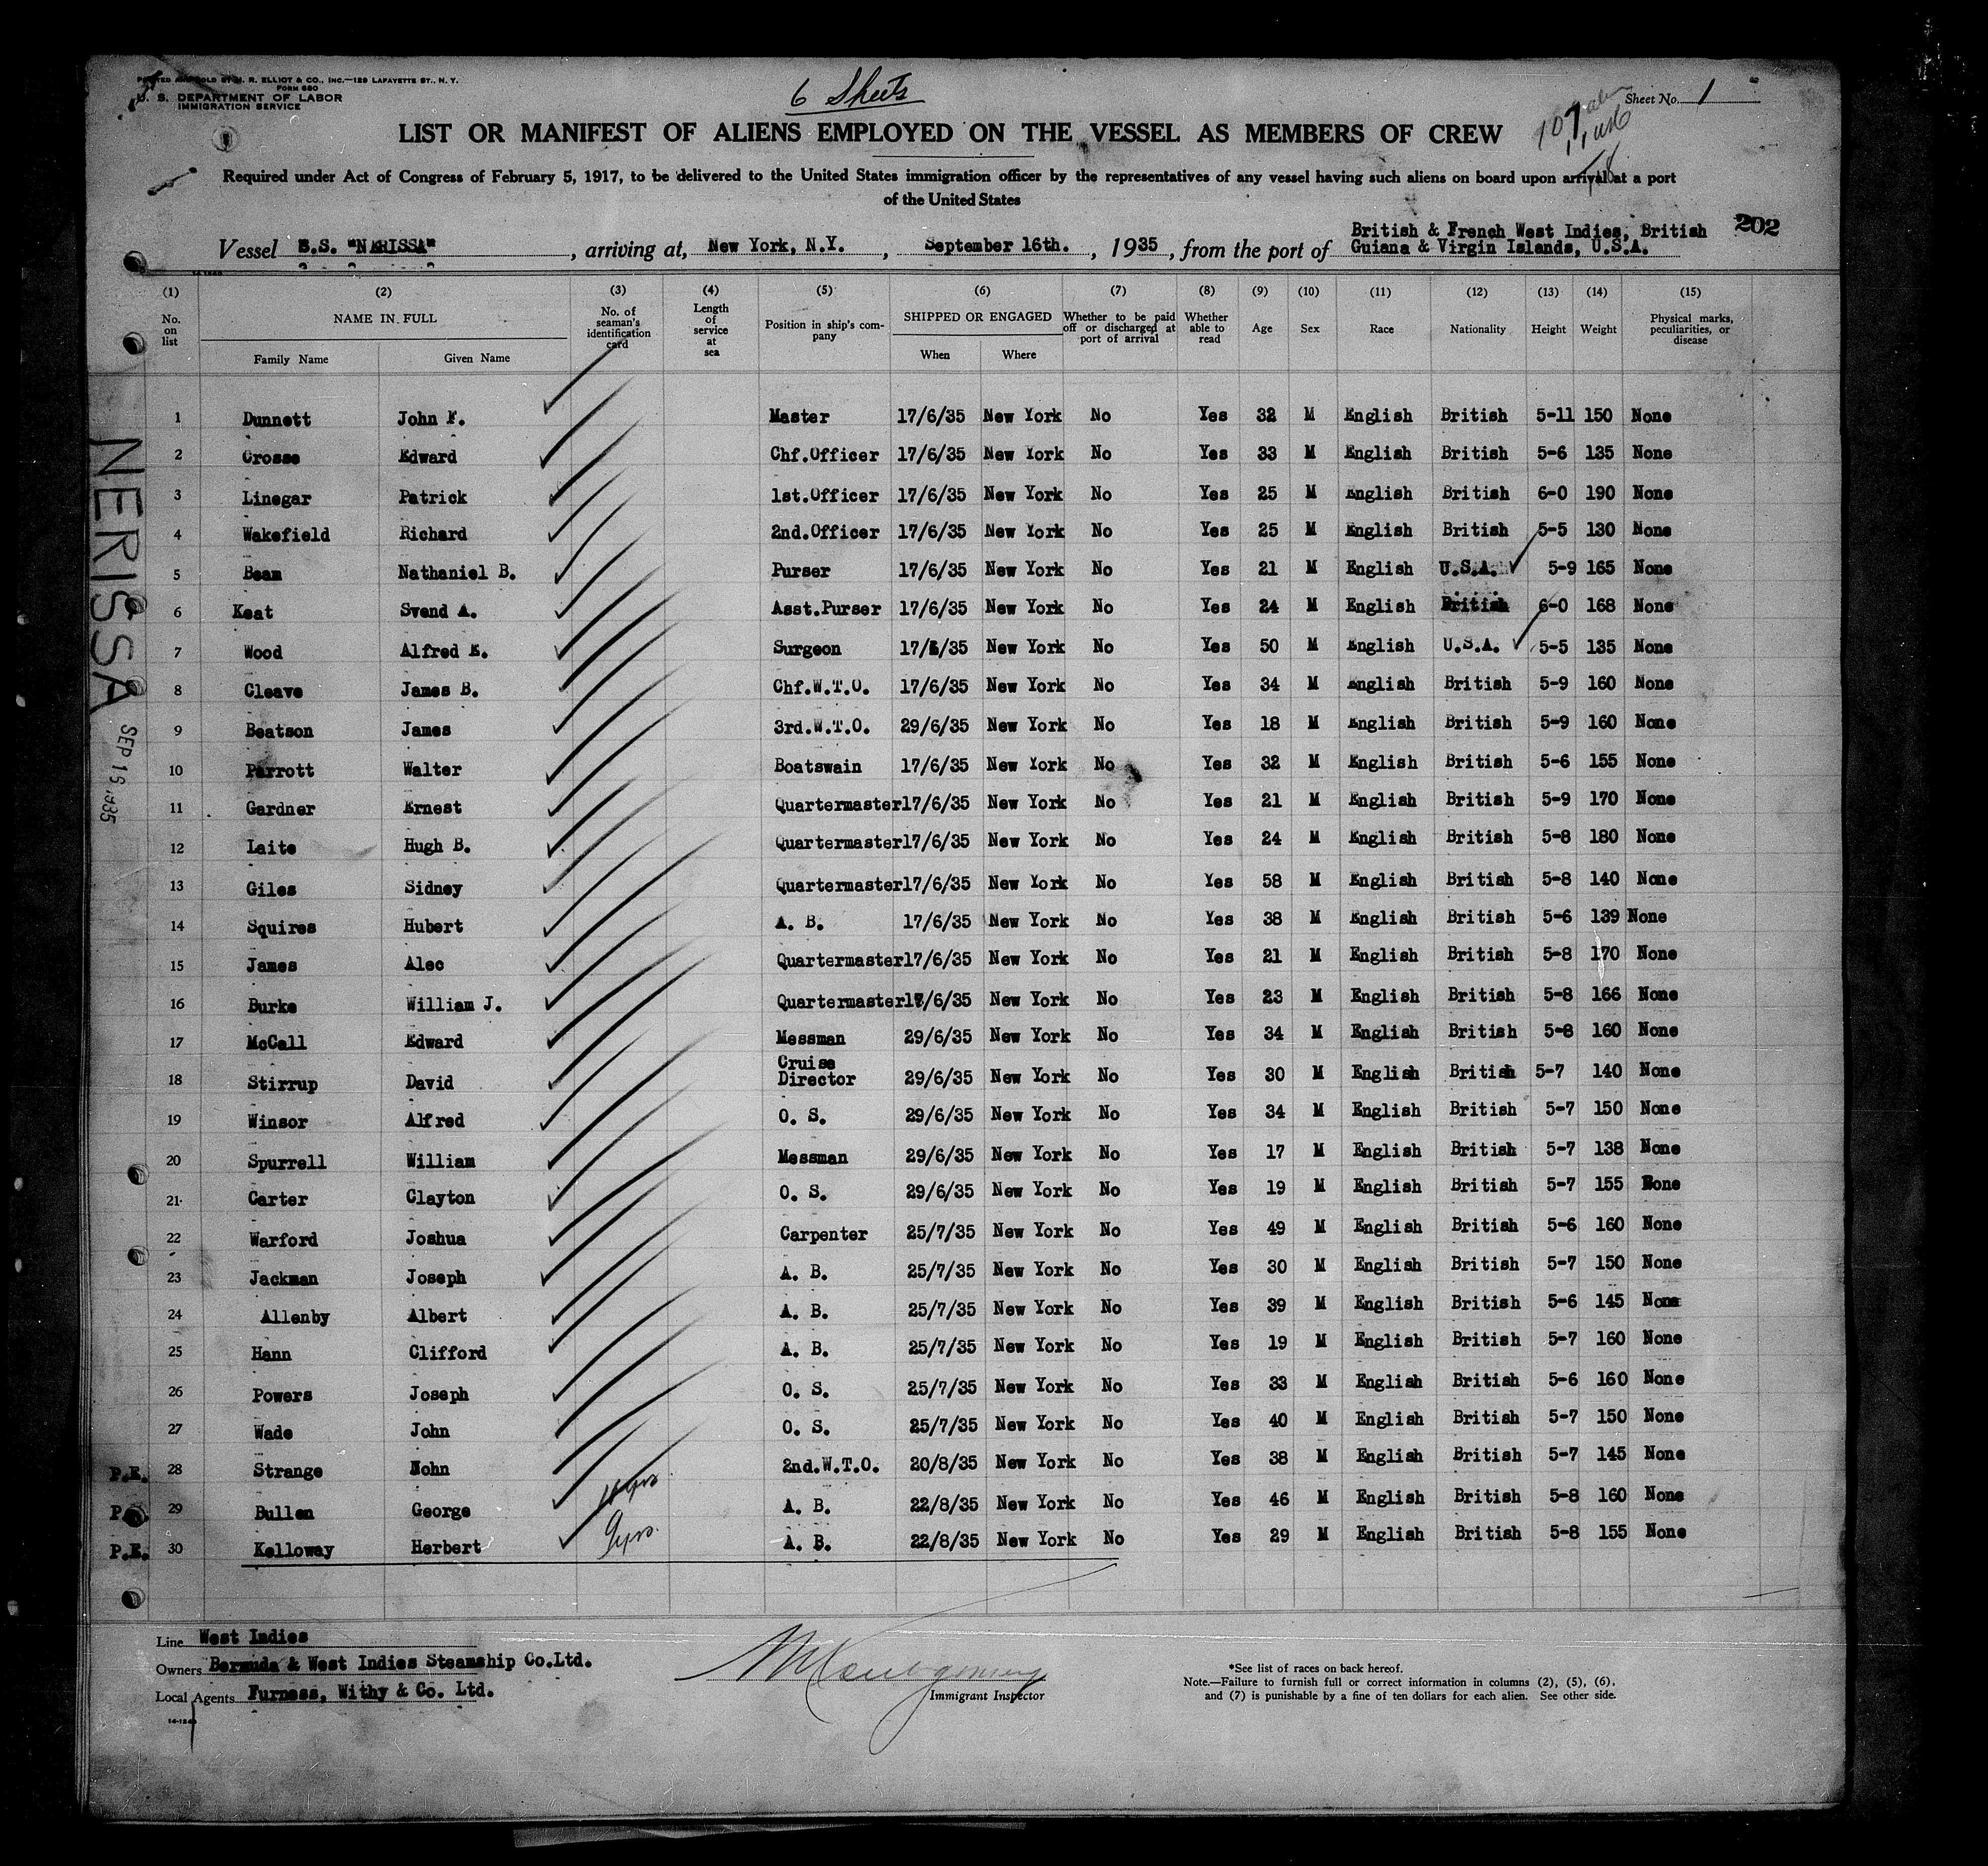 PRINTED AND SOLD BY M. R. ELLIOT & CO., INC.—129 LAFAYETTE ST., N. Y.
FORM 680
U. S. DEPARTMENT OF LABOR
IMMIGRATION SERVICE
6 Sheets
Sheet No. 1
LIST OR MANIFEST OF ALIENS EMPLOYED ON THE VESSEL AS MEMBERS OF CREW
Required under Act of Congress of February 5, 1917, to be delivered to the United States immigration officer by the representatives of any vessel having such aliens on board upon arrival at a port
of the United States
202
British & French West Indies, British
Vessel S.S. "NERISSA", arriving at, New York, N.Y., September 16th., 1935, from the port of Guiana & Virgin Islands, U.S.A.
(1) (2) (3) (4) (5) (6) (7) (8) (9) (10) (11) (12) (13) (14) (15)
No. on list NAME IN FULL Family Name Given Name No. of seaman's identification card Length of service at sea Position in ship's company SHIPPED OR ENGAGED When Where Whether to be paid off or discharged at port of arrival Whether able to read Age Sex Race Nationality Height Weight Physical marks, peculiarities, or disease
1 Dunnett John F. Master 17/6/35 New York No Yes 32 M English British 5-11 150 None
2 Crosse Edward Chf.Officer 17/6/35 New York No Yes 33 M English British 5-6 135 None
3 Linegar Patrick 1st.Officer 17/6/35 New York No Yes 25 M English British 6-0 190 None
4 Wakefield Richard 2nd.Officer 17/6/35 New York No Yes 25 M English British 5-5 130 None
5 Bean Nathaniel B. Purser 17/6/35 New York No Yes 21 M English U.S.A. 5-9 165 None
6 Keat Svend A. Asst.Purser 17/6/35 New York No Yes 24 M English British 6-0 168 None
7 Wood Alfred E. Surgeon 17/6/35 New York No Yes 50 M English U.S.A. 5-5 135 None
8 Cleave James B. Chf.W.T.O. 17/6/35 New York No Yes 34 M English British 5-9 160 None
9 Beatson James 3rd.W.T.O. 29/6/35 New York No Yes 18 M English British 5-9 160 None
10 Parrott Walter Boatswain 17/6/35 New York No Yes 32 M English British 5-6 155 None
11 Gardner Ernest Quartermaster 17/6/35 New York No Yes 21 M English British 5-9 170 None
12 Laite Hugh B. Quartermaster 17/6/35 New York No Yes 24 M English British 5-8 180 None
13 Giles Sidney Quartermaster 17/6/35 New York No Yes 58 M English British 5-8 140 None
14 Squires Hubert A. B. 17/6/35 New York No Yes 38 M English British 5-6 139 None
15 James Alec Quartermaster 17/6/35 New York No Yes 21 M English British 5-8 170 None
16 Burke William J. Quartermaster 17/6/35 New York No Yes 23 M English British 5-8 166 None
17 McCall Edward Messman 29/6/35 New York No Yes 34 M English British 5-8 160 None
18 Stirrup David Cruise Director 29/6/35 New York No Yes 30 M English British 5-7 140 None
19 Winsor Alfred O. S. 29/6/35 New York No Yes 34 M English British 5-7 150 None
20 Spurrell William Messman 29/6/35 New York No Yes 17 M English British 5-7 138 None
21 Carter Clayton O. S. 29/6/35 New York No Yes 19 M English British 5-7 155 None
22 Warford Joshua Carpenter 25/7/35 New York No Yes 49 M English British 5-6 160 None
23 Jackman Joseph A. B. 25/7/35 New York No Yes 30 M English British 5-7 150 None
24 Allenby Albert A. B. 25/7/35 New York No Yes 39 M English British 5-6 145 None
25 Hann Clifford A. B. 25/7/35 New York No Yes 19 M English British 5-7 160 None
26 Powers Joseph O. S. 25/7/35 New York No Yes 33 M English British 5-6 160 None
27 Wade John O. S. 25/7/35 New York No Yes 40 M English British 5-7 150 None
P.E. 28 Strange Nohn 2nd.W.T.O. 20/8/35 New York No Yes 38 M English British 5-7 145 None
P.E. 29 Bullen George A. B. 22/8/35 New York No Yes 46 M English British 5-8 160 None
P.E. 30 Kelloway Herbert 9 yrs. A. B. 22/8/35 New York No Yes 29 M English British 5-8 155 None
NERISSA
SEP 16 1935
Line West Indies
Owners Bermuda & West Indies Steamship Co.Ltd.
Local Agents Furness, Withy & Co. Ltd.
Montgomery
Immigrant Inspector
*See list of races on back hereof.
Note.—Failure to furnish full or correct information in columns (2), (5), (6),
and (7) is punishable by a fine of ten dollars for each alien. See other side.